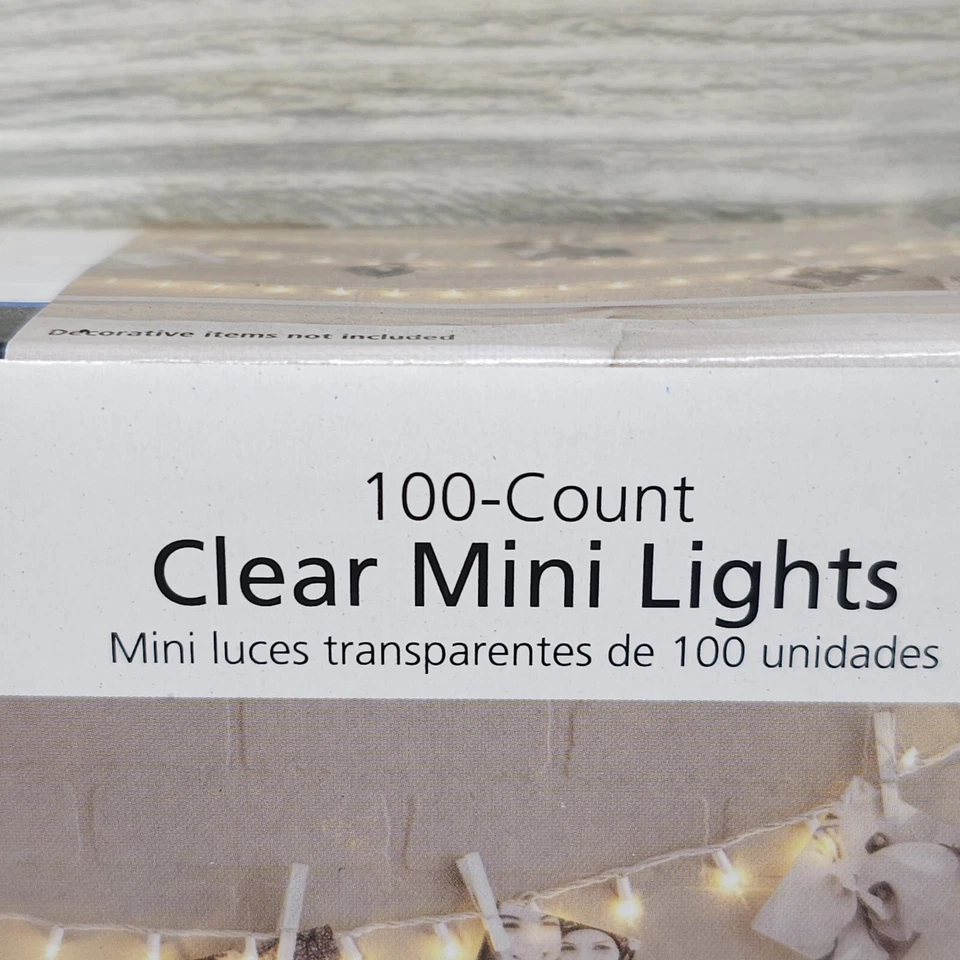 Decorative items not included
100-Count
Clear Mini Lights
Mini luces transparentes de 100 unidades